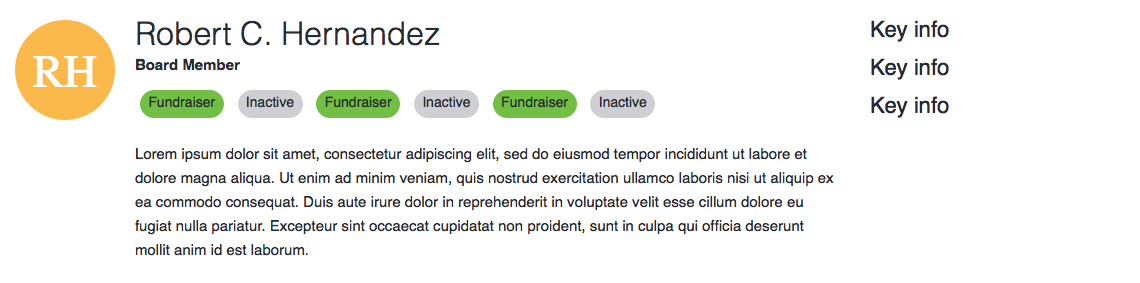 RH
Robert C. Hernandez
Board Member
Fundraiser Inactive Fundraiser Inactive Fundraiser Inactive
Lorem ipsum dolor sit amet, consectetur adipiscing elit, sed do eiusmod tempor incididunt ut labore et
dolore magna aliqua. Ut enim ad minim veniam, quis nostrud exercitation ullamco laboris nisi ut aliquip ex
ea commodo consequat. Duis aute irure dolor in reprehenderit in voluptate velit esse cillum dolore eu
fugiat nulla pariatur. Excepteur sint occaecat cupidatat non proident, sunt in culpa qui officia deserunt
mollit anim id est laborum.
Key info
Key info
Key info